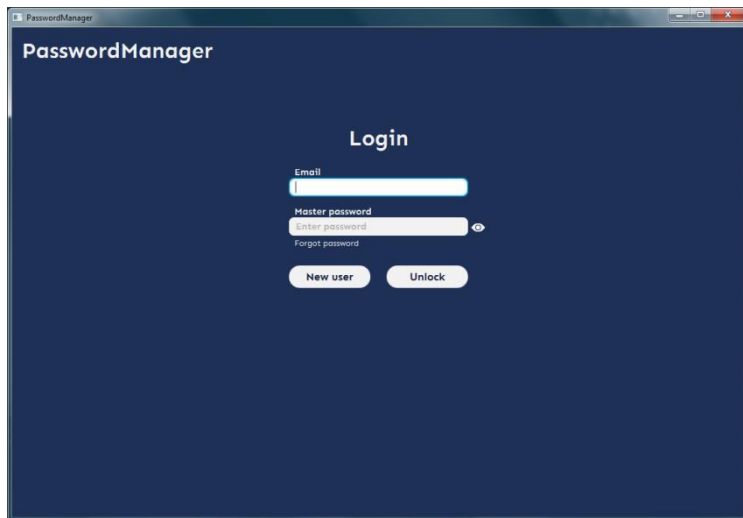 PasswordManager
PasswordManager
Login
Email
Master password
Enter password
Forgot password
New user Unlock